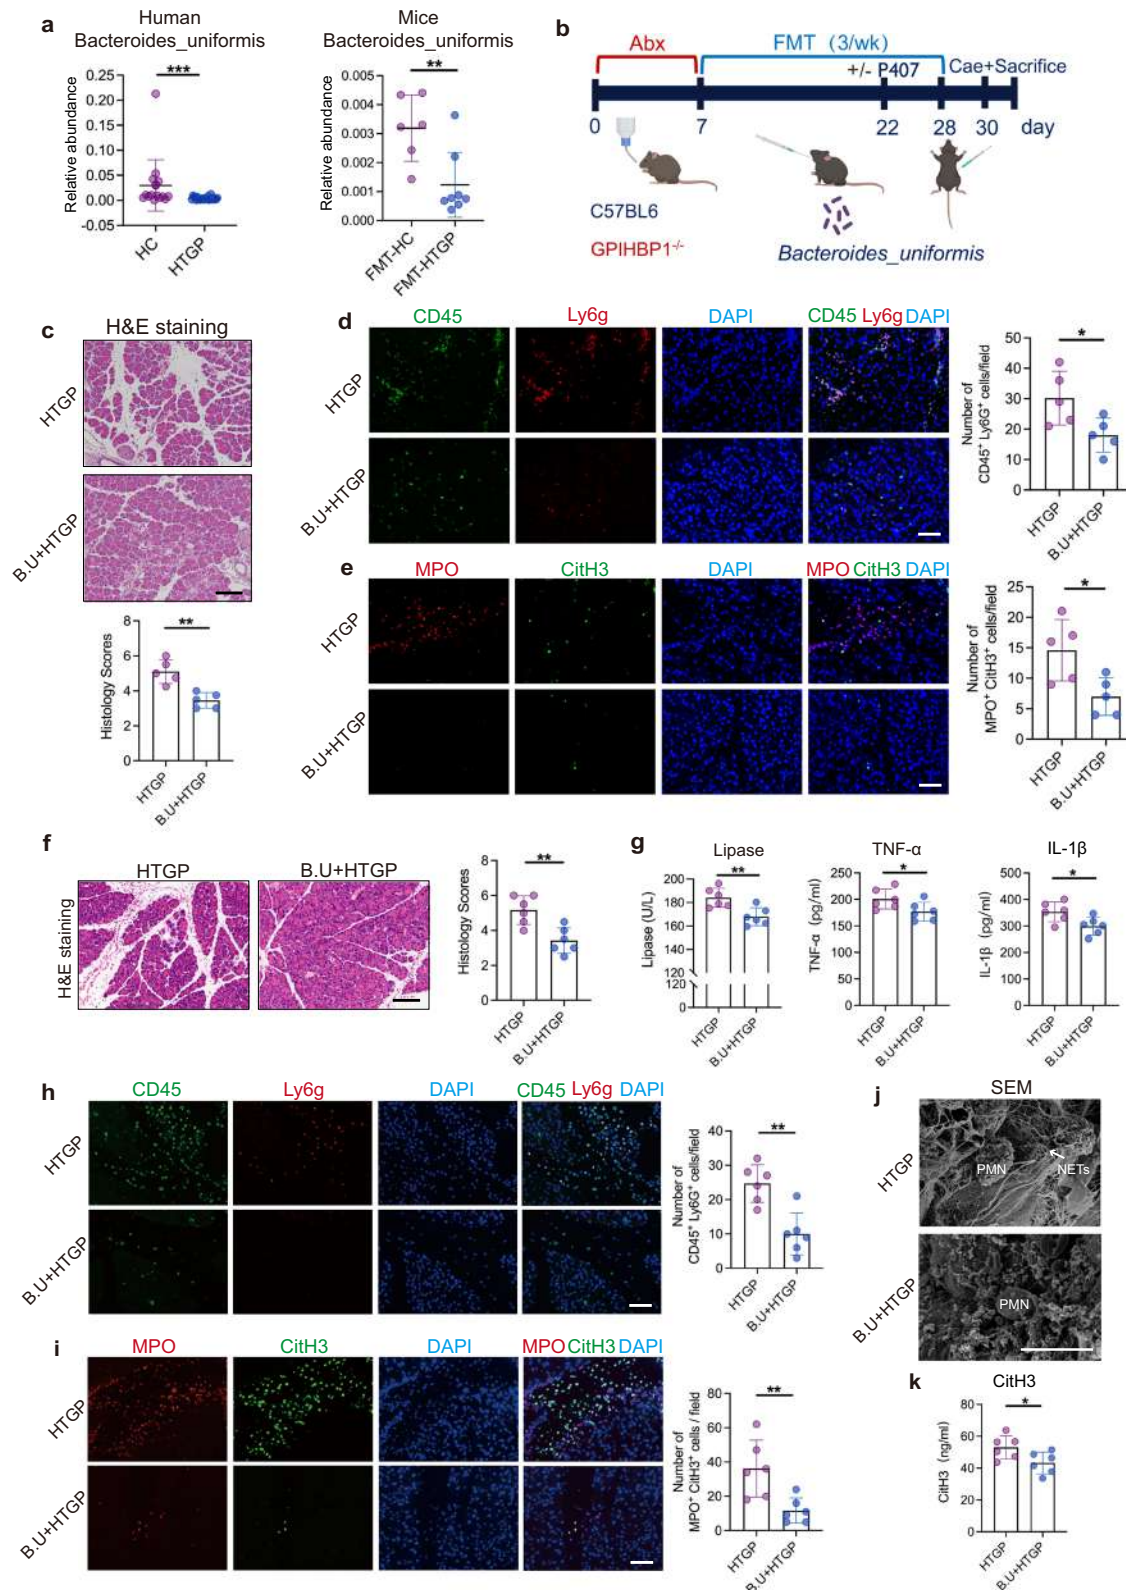 a
Human
Bacteroides_uniformis
***
Relative abundance
0.25
0.20
0.15
0.10
0.05
0.00
-0.05
HC
HTGP
Mice
Bacteroides_uniformis
**
Relative abundance
0.005
0.004
0.003
0.002
0.001
0.000
FMT-HC
FMT-HTGP
b
Abx
FMT (3/wk)
+/- P407
Cae+Sacrifice
0
7
22
28
30
day
C57BL6
GPIHBP1-/-
Bacteroides_uniformis
c
H&E staining
HTGP
B.U+HTGP
**
Histology Scores
8
6
4
2
0
HTGP
B.U+HTGP
d
CD45
Ly6g
DAPI
CD45 Ly6g DAPI
HTGP
B.U+HTGP
*
Number of
CD45+ Ly6G+ cells/field
50
40
30
20
10
0
HTGP
B.U+HTGP
e
MPO
CitH3
DAPI
MPO CitH3 DAPI
HTGP
B.U+HTGP
*
Number of
MPO+ CitH3+ cells/field
25
20
15
10
5
0
HTGP
B.U+HTGP
f
HTGP
B.U+HTGP
H&E staining
**
Histology Scores
8
6
4
2
0
HTGP
B.U+HTGP
g
Lipase
**
Lipase (U/L)
200
180
160
140
120
160
120
0
HTGP
B.U+HTGP
TNF-α
*
TNF-α (pg/ml)
250
200
150
100
50
0
HTGP
B.U+HTGP
IL-1β
*
IL-1β (pg/ml)
500
400
300
200
100
0
HTGP
B.U+HTGP
h
CD45
Ly6g
DAPI
CD45 Ly6g DAPI
HTGP
B.U+HTGP
**
Number of
CD45+ Ly6G+ cells/field
40
30
20
10
0
HTGP
B.U+HTGP
i
MPO
CitH3
DAPI
MPO CitH3 DAPI
HTGP
B.U+HTGP
**
Number of
MPO+ CitH3+ cells / field
80
60
40
20
0
HTGP
B.U+HTGP
j
SEM
HTGP
PMN
NETs
B.U+HTGP
PMN
k
CitH3
*
CitH3 (ng/ml)
80
60
40
20
0
HTGP
B.U+HTGP